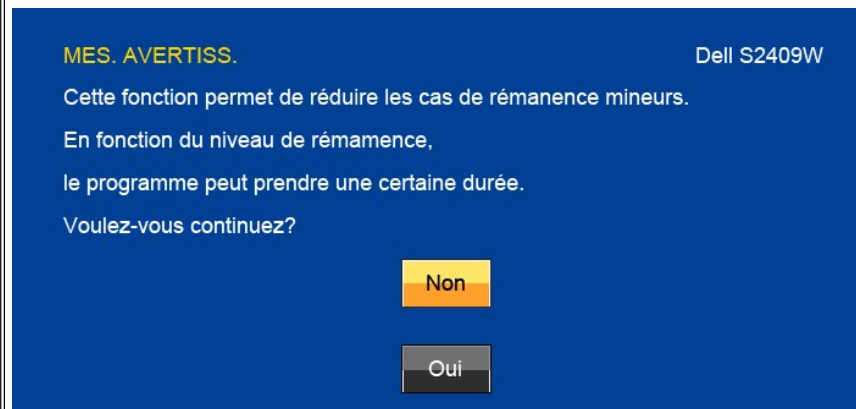 MES. AVERTISS. Dell S2409W
Cette fonction permet de réduire les cas de rémanence mineurs.
En fonction du niveau de rémamence,
le programme peut prendre une certaine durée.
Voulez-vous continuez?
Non
Oui